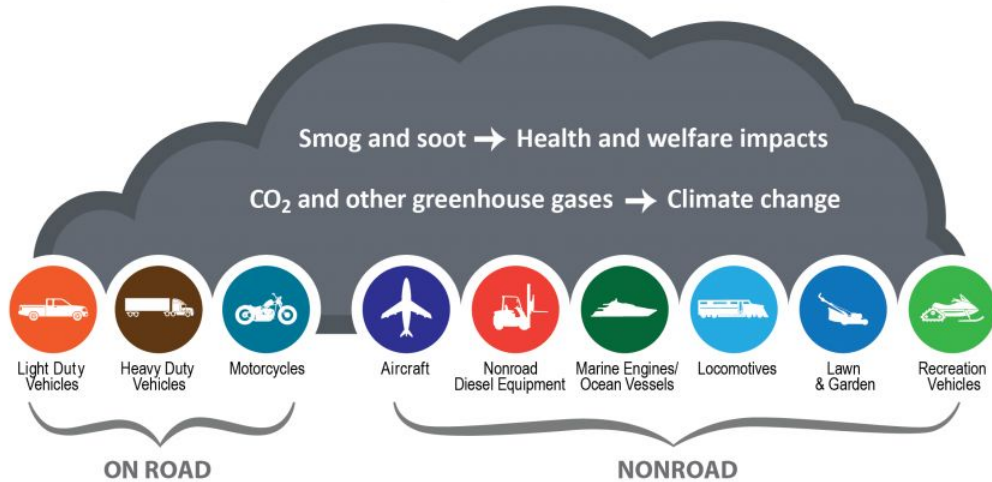 Smog and soot → Health and welfare impacts
CO₂ and other greenhouse gases → Climate change
Light Duty
Vehicles
Heavy Duty
Vehicles
Motorcycles
Aircraft
Nonroad
Diesel Equipment
Marine Engines/
Ocean Vessels
Locomotives
Lawn
& Garden
Recreation
Vehicles
ON ROAD
NONROAD